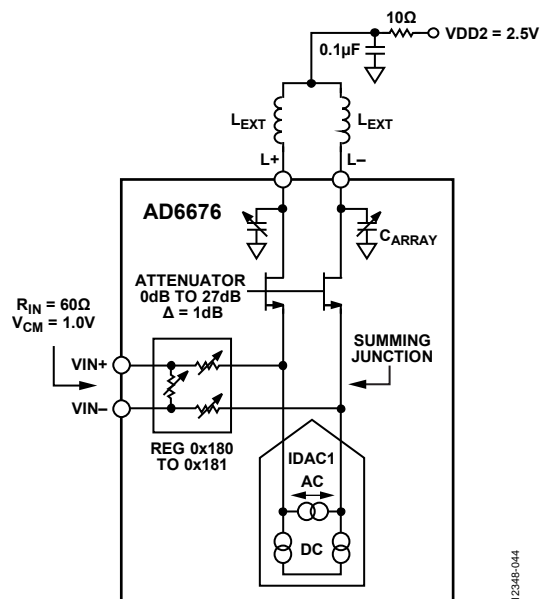 10Ω
VDD2 = 2.5V
0.1µF
LEXT
LEXT
L+
L–
AD6676
CARRAY
ATTENUATOR
0dB TO 27dB
Δ = 1dB
RIN = 60Ω
VCM = 1.0V
SUMMING
JUNCTION
VIN+
VIN–
REG 0x180
TO 0x181
IDAC1
AC
DC
12348-044